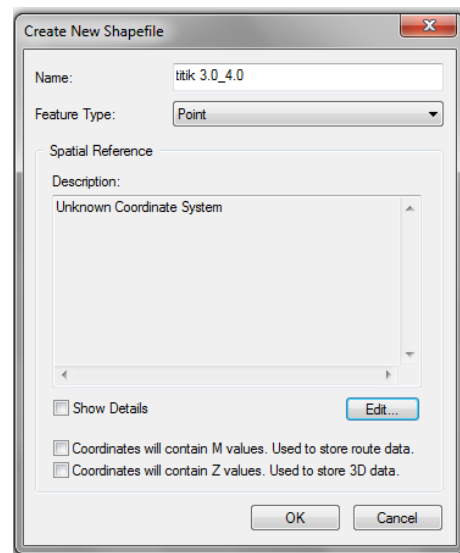 Create New Shapefile
Name:
titik 3.0_4.0
Feature Type:
Point
Spatial Reference
Description:
Unknown Coordinate System
Show Details
Edit...
Coordinates will contain M values. Used to store route data.
Coordinates will contain Z values. Used to store 3D data.
OK
Cancel